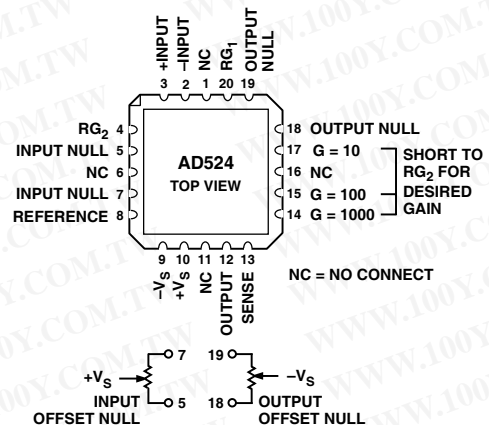 +INPUT
–INPUT
NC
RG1
OUTPUT
NULL
3 2 1 20 19
RG2 4
INPUT NULL 5
NC 6
INPUT NULL 7
REFERENCE 8
AD524
TOP VIEW
18 OUTPUT NULL
17 G = 10
16 NC
15 G = 100
14 G = 1000
SHORT TO
RG2 FOR
DESIRED
GAIN
9 10 11 12 13
–VS
+VS
NC
OUTPUT
SENSE
NC = NO CONNECT
+VS
7
5
INPUT
OFFSET NULL
19
18
–VS
OUTPUT
OFFSET NULL
WWW.100Y.COM.TW